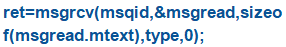 ret=msgrcv(msqid,&msgread,sizeo
f(msgread.mtext),type,0);